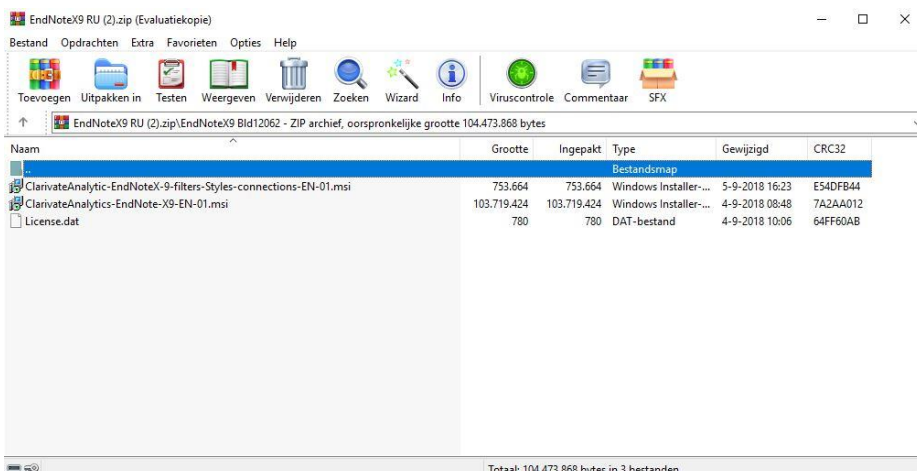 EndNoteX9 RU (2).zip (Evaluatiekopie)
Bestand Opdrachten Extra Favorieten Opties Help
Toevoegen Uitpakken in Testen Weergeven Verwijderen Zoeken Wizard Info Viruscontrole Commentaar SFX
EndNoteX9 RU (2).zip\EndNoteX9 Bld12062 - ZIP archief, oorspronkelijke grootte 104.473.868 bytes
Naam Grootte Ingepakt Type Gewijzigd CRC32
.. Bestandsmap
ClarivateAnalytic-EndNoteX-9-filters-Styles-connections-EN-01.msi 753.664 753.664 Windows Installer-... 5-9-2018 16:23 E54DFB44
ClarivateAnalytics-EndNote-X9-EN-01.msi 103.719.424 103.719.424 Windows Installer-... 4-9-2018 08:48 7A2AA012
License.dat 780 780 DAT-bestand 4-9-2018 10:06 64FF60AB
Totaal: 104.473.868 bytes in 3 bestanden